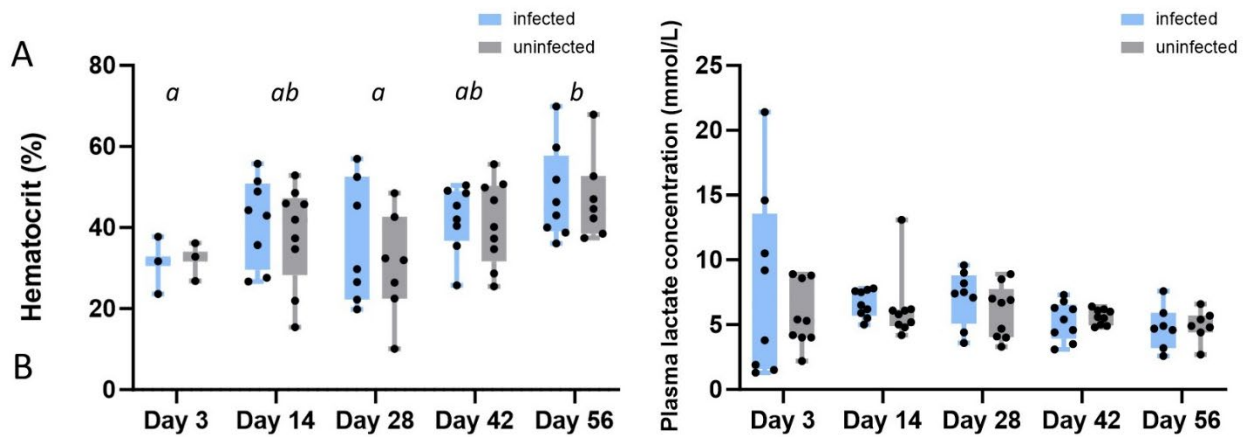 A
B
infected
uninfected
Hematocrit (%)
80
60
40
20
0
a
ab
a
ab
b
Day 3
Day 14
Day 28
Day 42
Day 56
infected
uninfected
Plasma lactate concentration (mmol/L)
25
20
15
10
5
0
Day 3
Day 14
Day 28
Day 42
Day 56